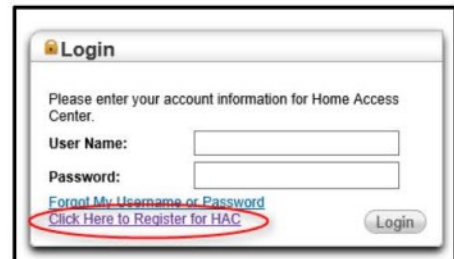 Login
Please enter your account information for Home Access
Center.
User Name:
Password:
Forgot My Username or Password
Click Here to Register for HAC
Login